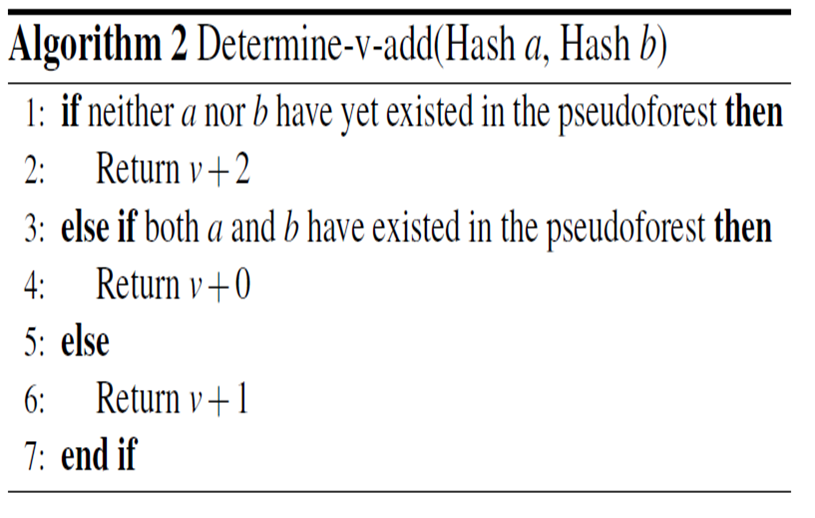 Algorithm 2 Determine-v-add(Hash a, Hash b)
1: if neither a nor b have yet existed in the pseudoforest then
2: Return v+2
3: else if both a and b have existed in the pseudoforest then
4: Return v+0
5: else
6: Return v+1
7: end if